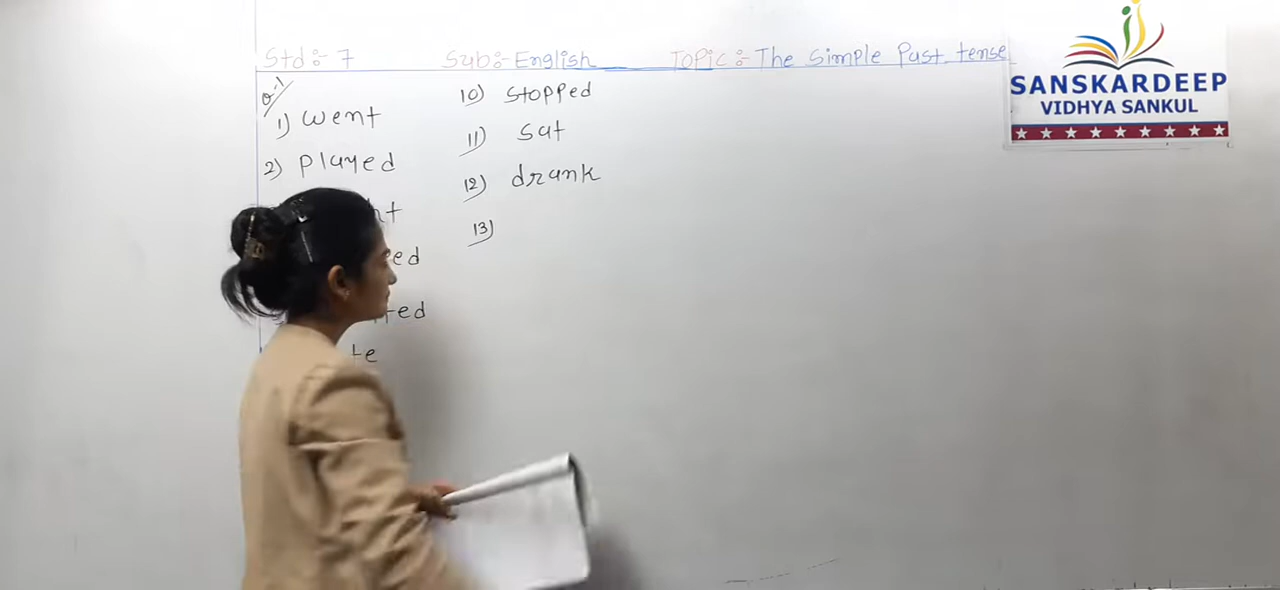 Std :- 7 Sub :- English Topic :- The Simple Past tense
Q-1
1) went
2) played
10) stopped
11) sat
12) drank
13)
SANSKARDEEP
VIDHYA SANKUL